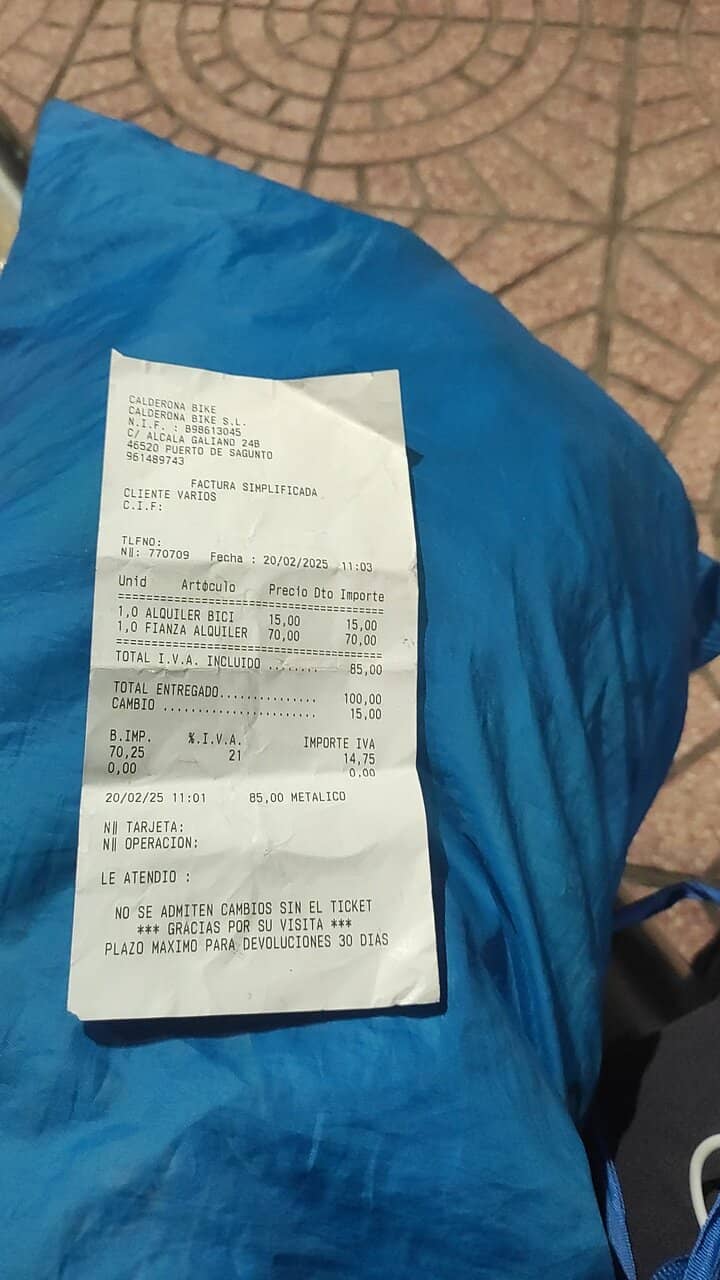 CALDERONA BIKE
CALDERONA BIKE S.L.
N.I.F. : B98613045
C/ ALCALA GALIANO 24B
46520 PUERTO DE SAGUNTO
961489743
FACTURA SIMPLIFICADA
CLIENTE VARIOS
C.I.F:
TLFNO:
N║: 770709 Fecha : 20/02/2025 11:03
Unid Artóculo Precio Dto Importe
========================================
1,0 ALQUILER BICI 15,00 15,00
1,0 FIANZA ALQUILER 70,00 70,00
========================================
TOTAL I.V.A. INCLUIDO ........ 85,00
TOTAL ENTREGADO............... 100,00
CAMBIO ....................... 15,00
B.IMP. %.I.V.A. IMPORTE IVA
70,25 21 14,75
0,00 0,00
20/02/25 11:01 85,00 METALICO
N║ TARJETA:
N║ OPERACION:
LE ATENDIO :
NO SE ADMITEN CAMBIOS SIN EL TICKET
*** GRACIAS POR SU VISITA ***
PLAZO MAXIMO PARA DEVOLUCIONES 30 DIAS